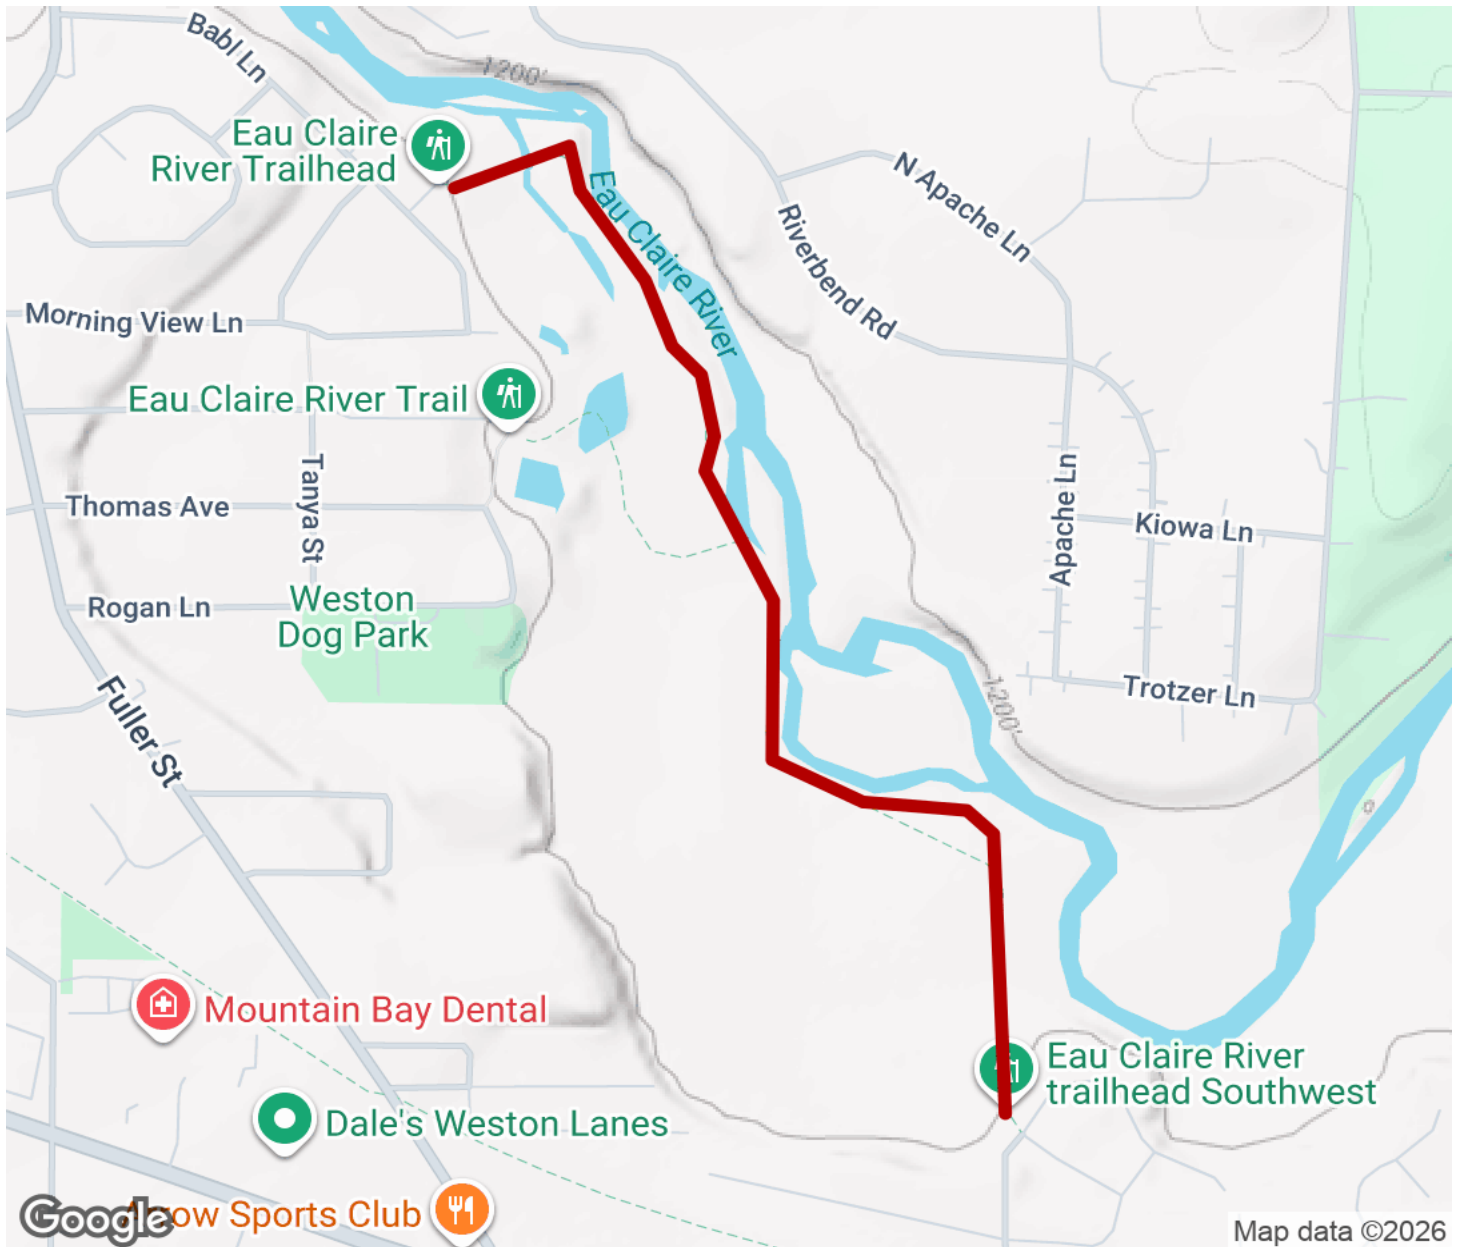 Babl Ln
1200'
Eau Claire
River Trailhead
N Apache Ln
Eau Claire River
Riverbend Rd
Morning View Ln
Eau Claire River Trail
Tanya St
Thomas Ave
Apache Ln
Kiowa Ln
Rogan Ln
Weston
Dog Park
Fuller St
1200'
Trotzer Ln
Mountain Bay Dental
Eau Claire River
trailhead Southwest
Dale's Weston Lanes
Arrow Sports Club
Google
Map data ©2026